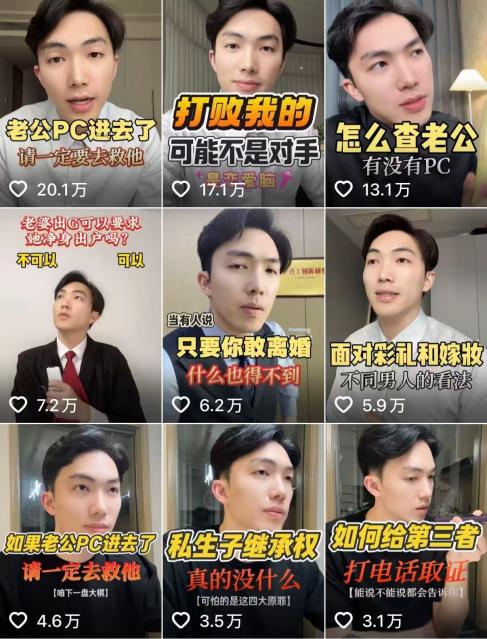 老公PC进去了
请一定要去救他
20.1万
打败我的
可能不是对手
是恋爱脑
17.1万
怎么查老公
有没有PC
13.1万
老婆出G可以要求
她净身出户吗?
不可以 可以
7.2万
当有人说
只要你敢离婚
什么也得不到
6.2万
面对彩礼和嫁妆
不同男人的看法
5.9万
如果老公PC进去了
请一定去救他
【咱下一盘大棋】
4.6万
私生子继承权
真的没什么
【可怕的是这四大原罪】
3.5万
如何给第三者
打电话取证
【能说不能说都会告诉你】
3.1万